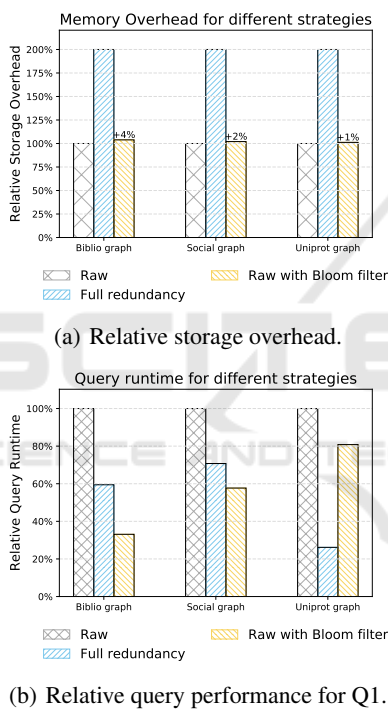 Memory Overhead for different strategies
Relative Storage Overhead
200%
175%
150%
125%
100%
75%
50%
25%
0%
+4%
+2%
+1%
Biblio graph
Social graph
Uniprot graph
Raw
Raw with Bloom filter
Full redundancy
(a) Relative storage overhead.
Query runtime for different strategies
Relative Query Runtime
100%
80%
60%
40%
20%
0%
Biblio graph
Social graph
Uniprot graph
Raw
Raw with Bloom filter
Full redundancy
(b) Relative query performance for Q1.